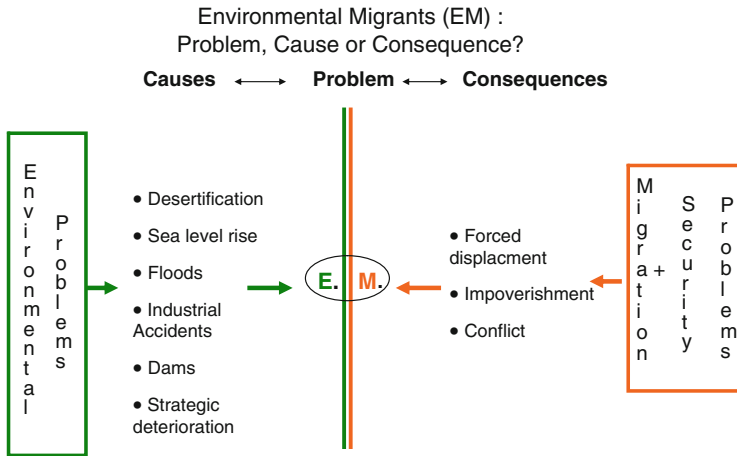 Environmental Migrants (EM) :
Problem, Cause or Consequence?
Causes Problem Consequences
Environmental
Problems
• Desertification
• Sea level rise
• Floods
• Industrial
Accidents
• Dams
• Strategic
deterioration
E. M.
• Forced
displacment
• Impoverishment
• Conflict
Migration
+
Security
Problems